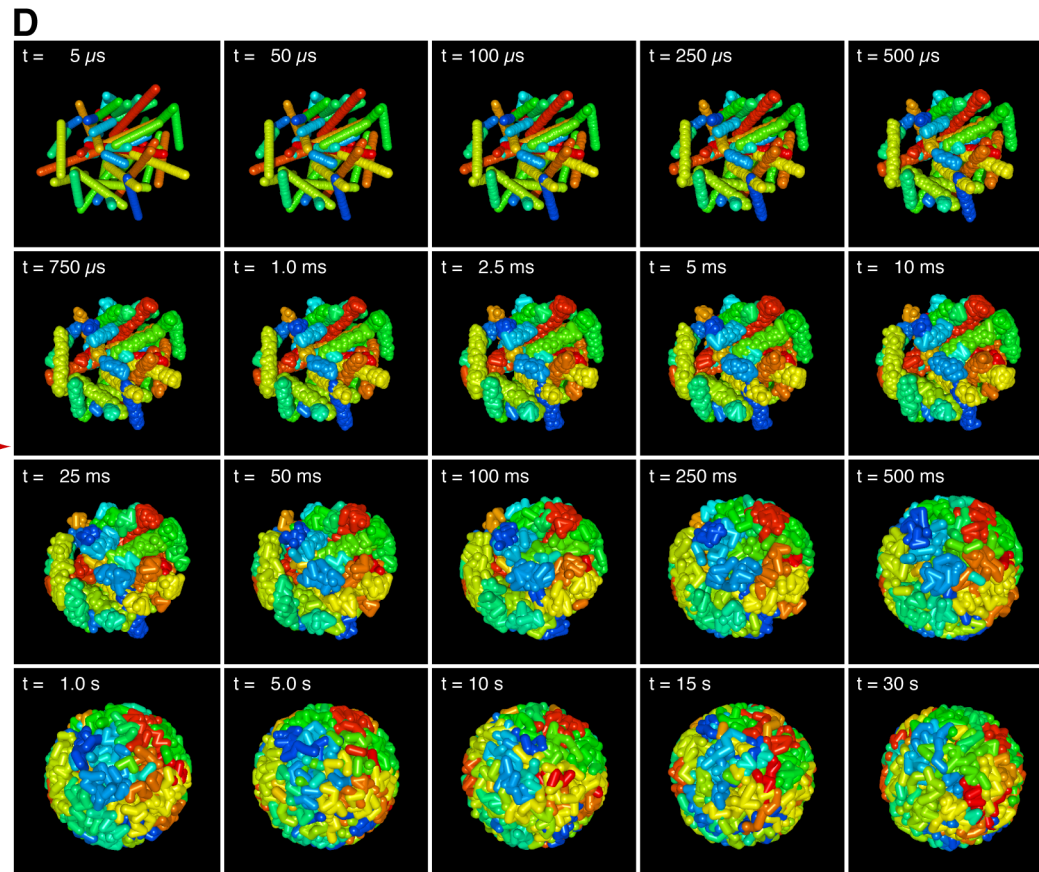 D
t = 5 µs
t = 50 µs
t = 100 µs
t = 250 µs
t = 500 µs
t = 750 µs
t = 1.0 ms
t = 2.5 ms
t = 5 ms
t = 10 ms
t = 25 ms
t = 50 ms
t = 100 ms
t = 250 ms
t = 500 ms
t = 1.0 s
t = 5.0 s
t = 10 s
t = 15 s
t = 30 s